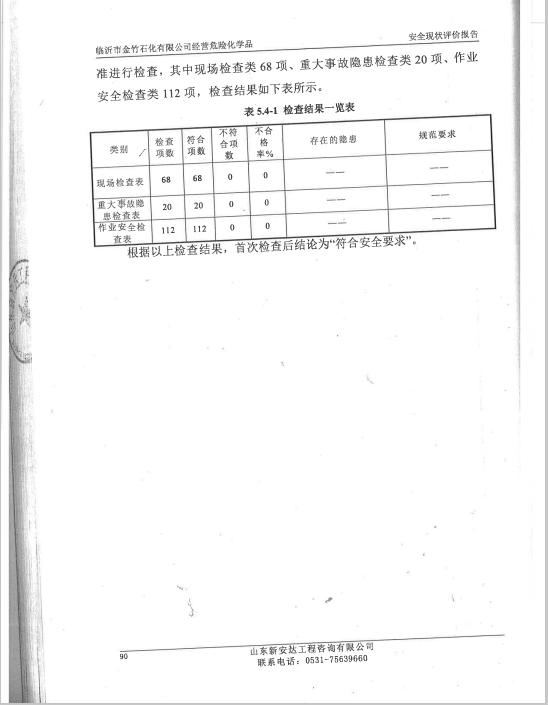 临沂市金竹石化有限公司经营危险化学品 安全现状评价报告
准进行检查，其中现场检查类 68 项、重大事故隐患检查类 20 项、作业
安全检查类 112 项，检查结果如下表所示。
表 5.4-1 检查结果一览表
类别 检查项数 符合项数 不符合项数 不合格率% 存在的隐患 规范要求
现场检查表 68 68 0 0 —— ——
重大事故隐患检查表 20 20 0 0 —— ——
作业安全检查表 112 112 0 0 —— ——
根据以上检查结果，首次检查后结论为“符合安全要求”。
90
山东新安达工程咨询有限公司
联系电话：0531-75639660